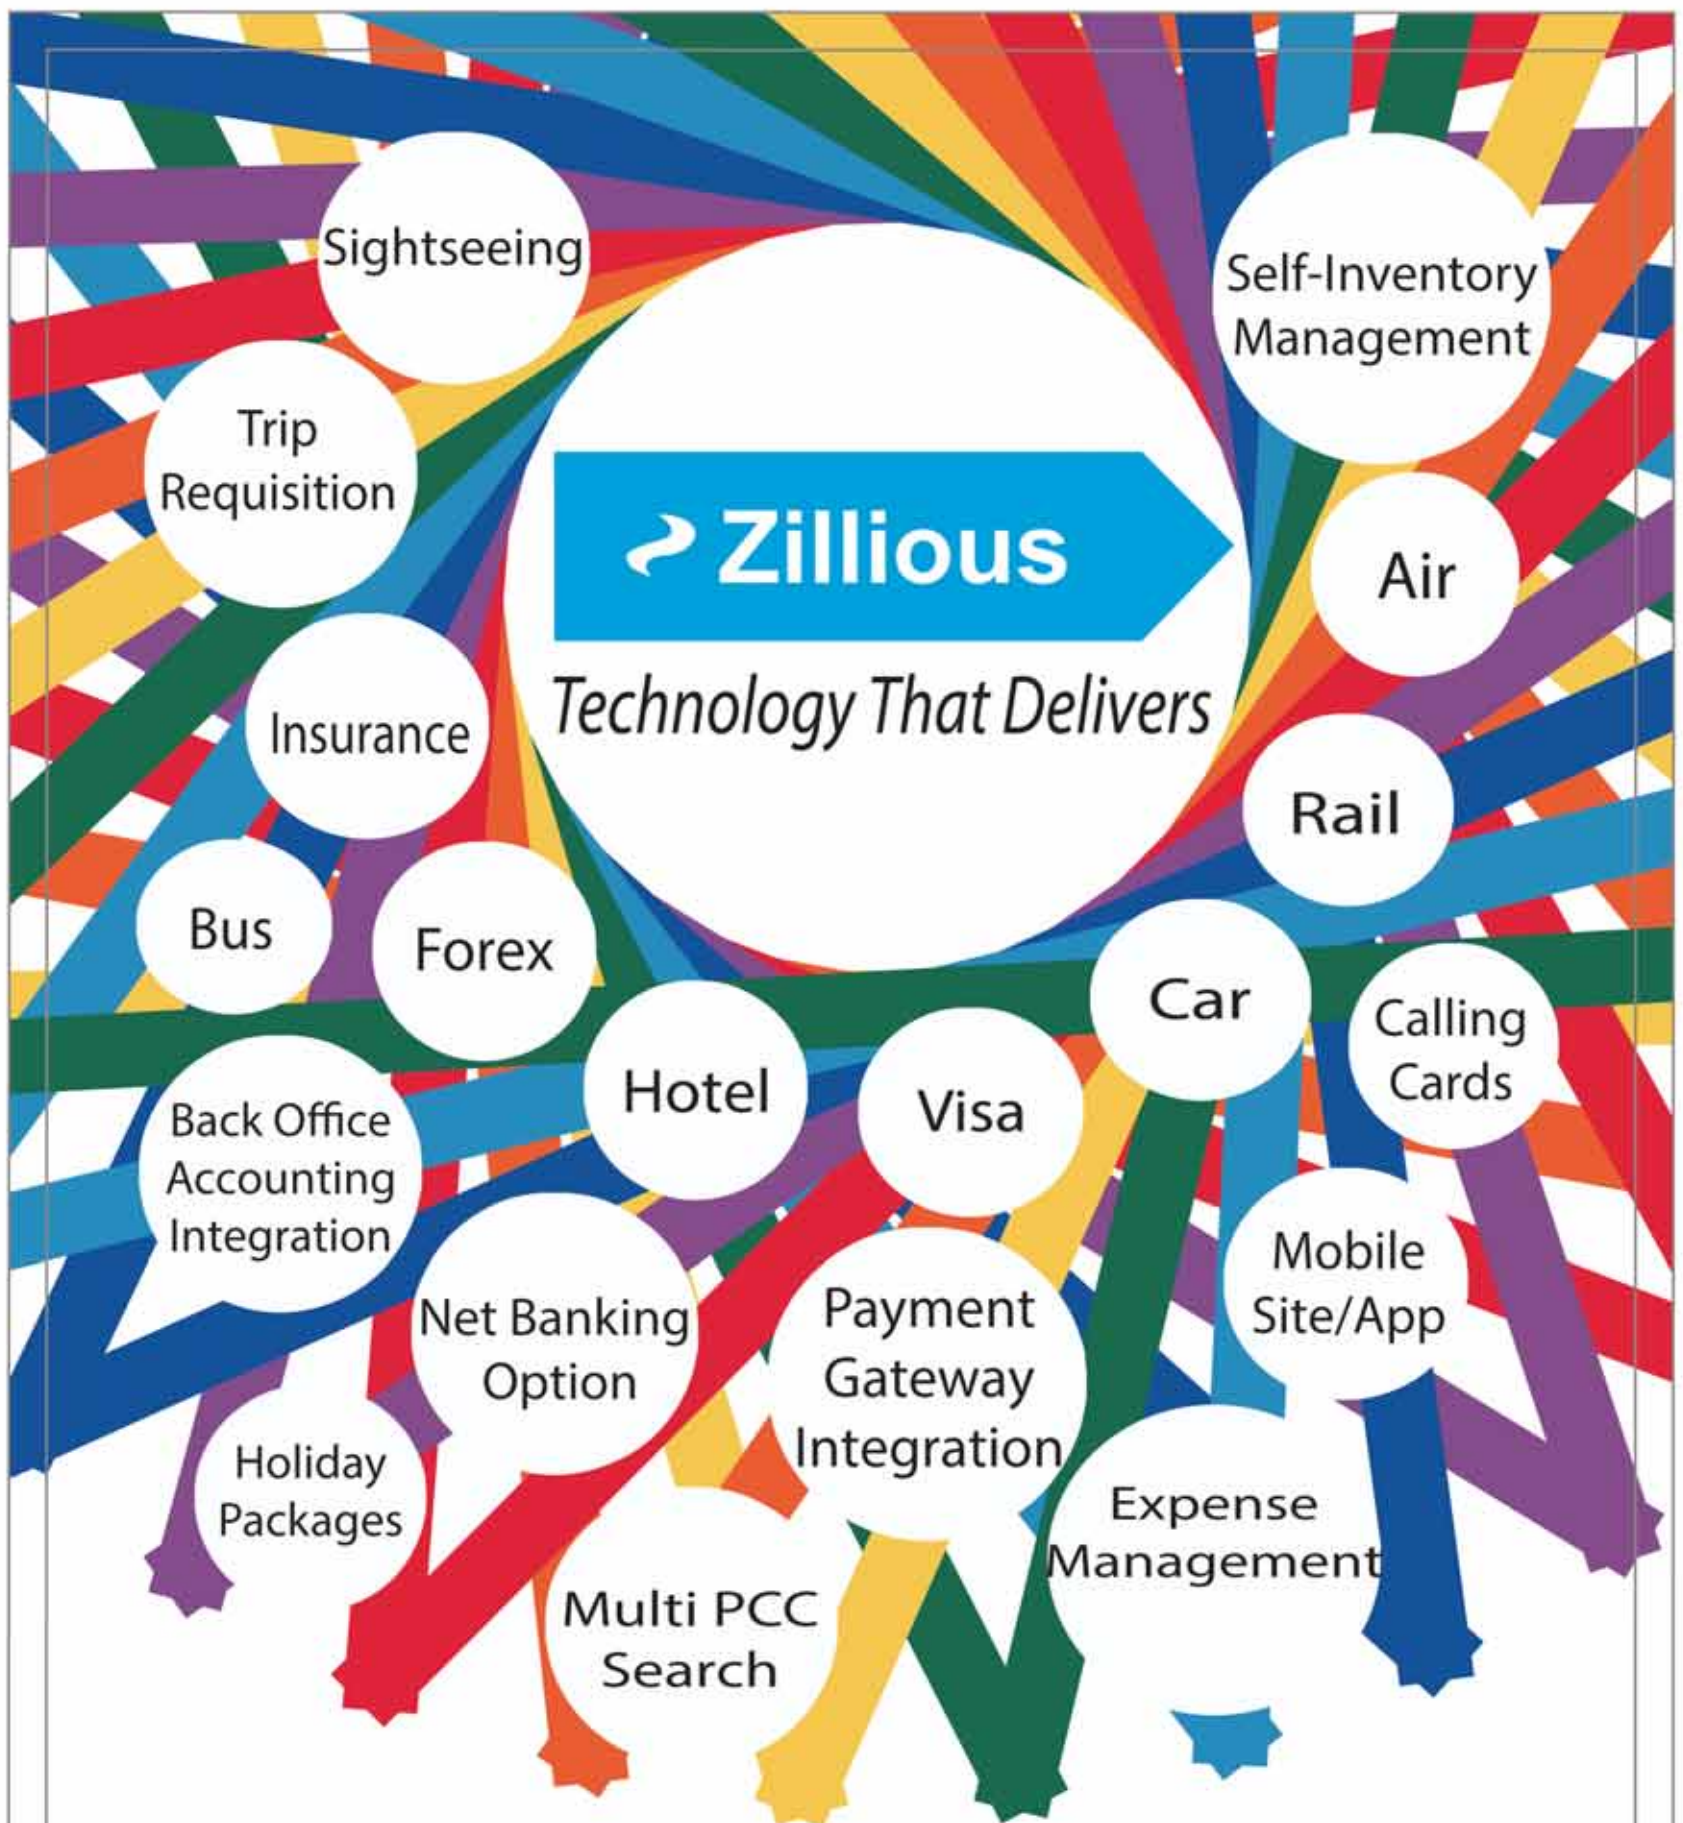 Sightseeing
Self-Inventory
Management
Trip
Requisition
Zillious
Technology That Delivers
Air
Insurance
Rail
Bus
Forex
Car
Calling
Cards
Hotel
Visa
Back Office
Accounting
Integration
Mobile
Site/App
Net Banking
Option
Payment
Gateway
Integration
Holiday
Packages
Expense
Management
Multi PCC
Search